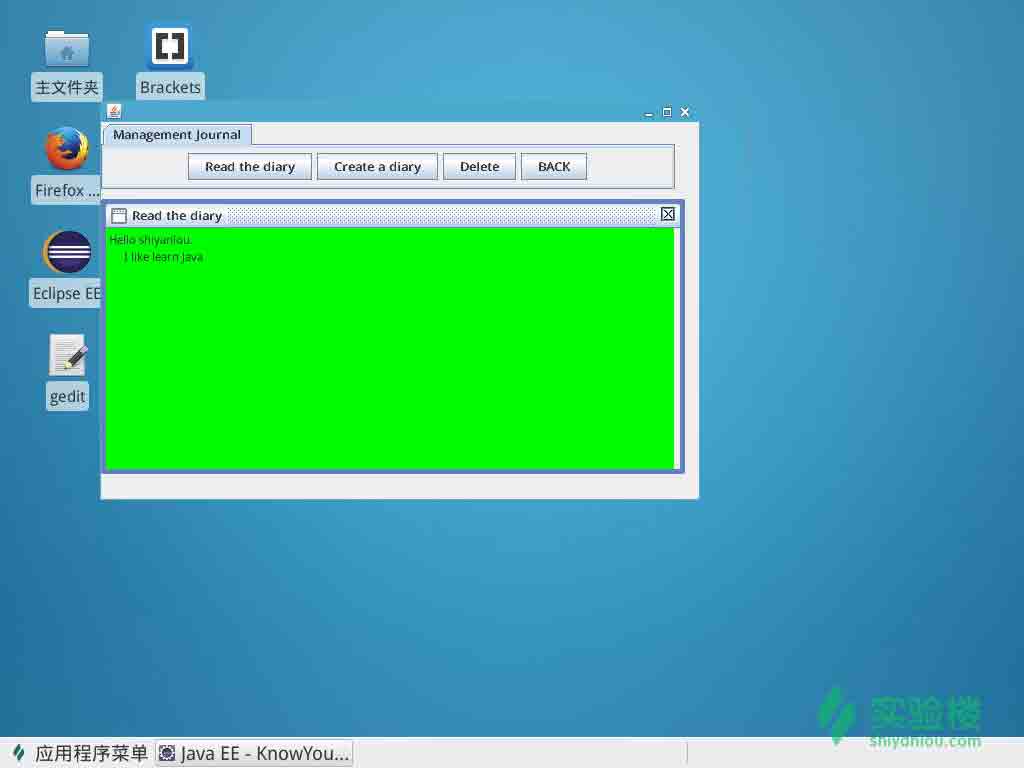 主文件夹
Brackets
Management Journal
Firefox ...
Read the diary
Create a diary
Delete
BACK
Read the diary
Hello shiyanlou.
I like learn Java
Eclipse EE
gedit
实验楼
shiyanlou.com
应用程序菜单
Java EE - KnowYou...